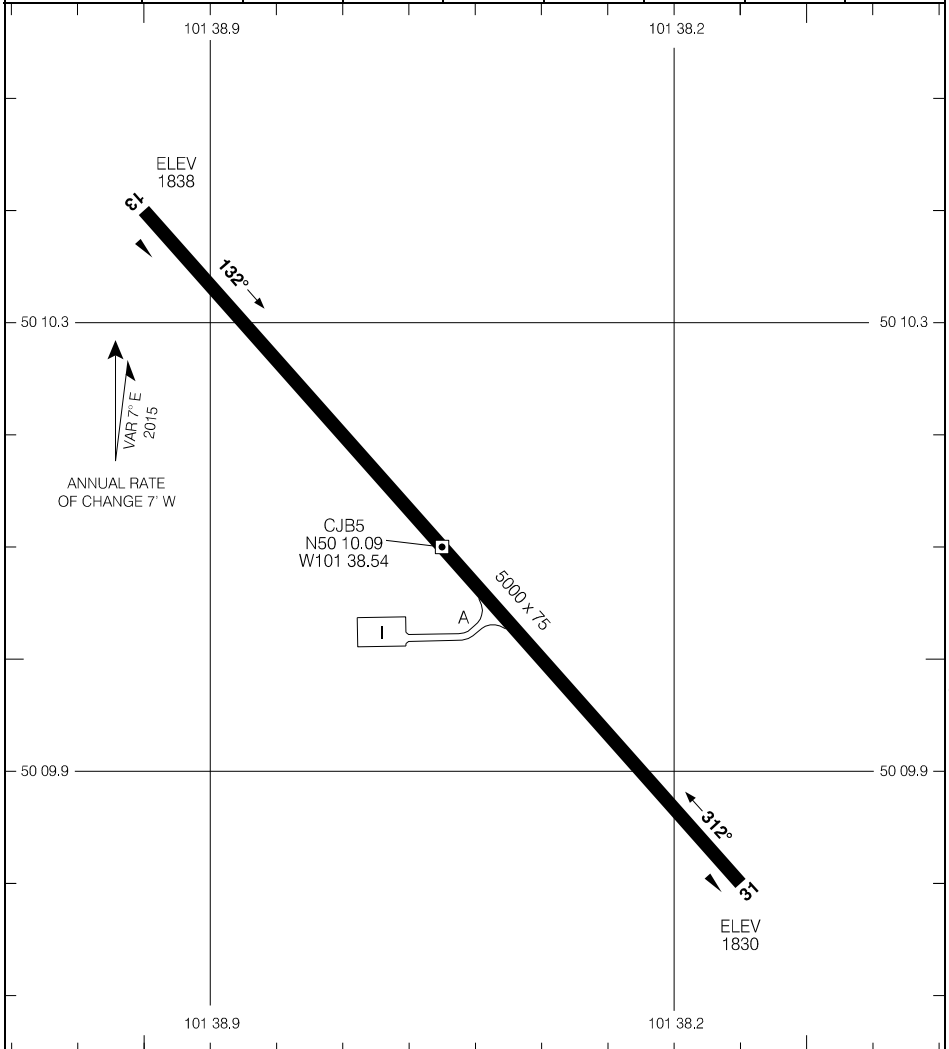 101 38.9
101 38.2
ELEV
1838
13
132°
50 10.3
50 10.3
VAR 7° E
2015
ANNUAL RATE
OF CHANGE 7' W
CJB5
N50 10.09
W101 38.54
5000 x 75
A
I
50 09.9
50 09.9
312°
31
ELEV
1830
101 38.9
101 38.2